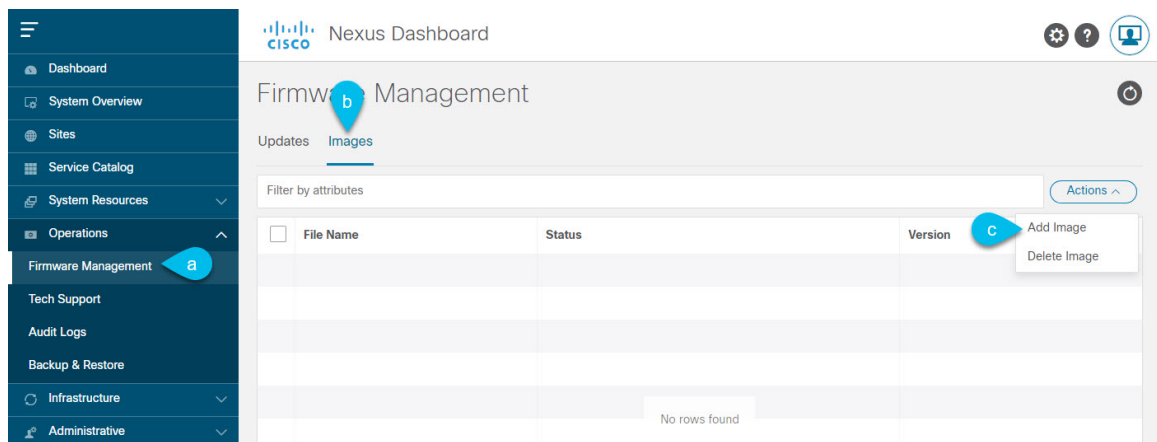 CISCO Nexus Dashboard
Dashboard
System Overview
Sites
Service Catalog
System Resources
Operations
Firmware Management a
Tech Support
Audit Logs
Backup & Restore
Infrastructure
Administrative
Firmware Management
b
Updates Images
Filter by attributes Actions
File Name Status Version
c Add Image
Delete Image
No rows found